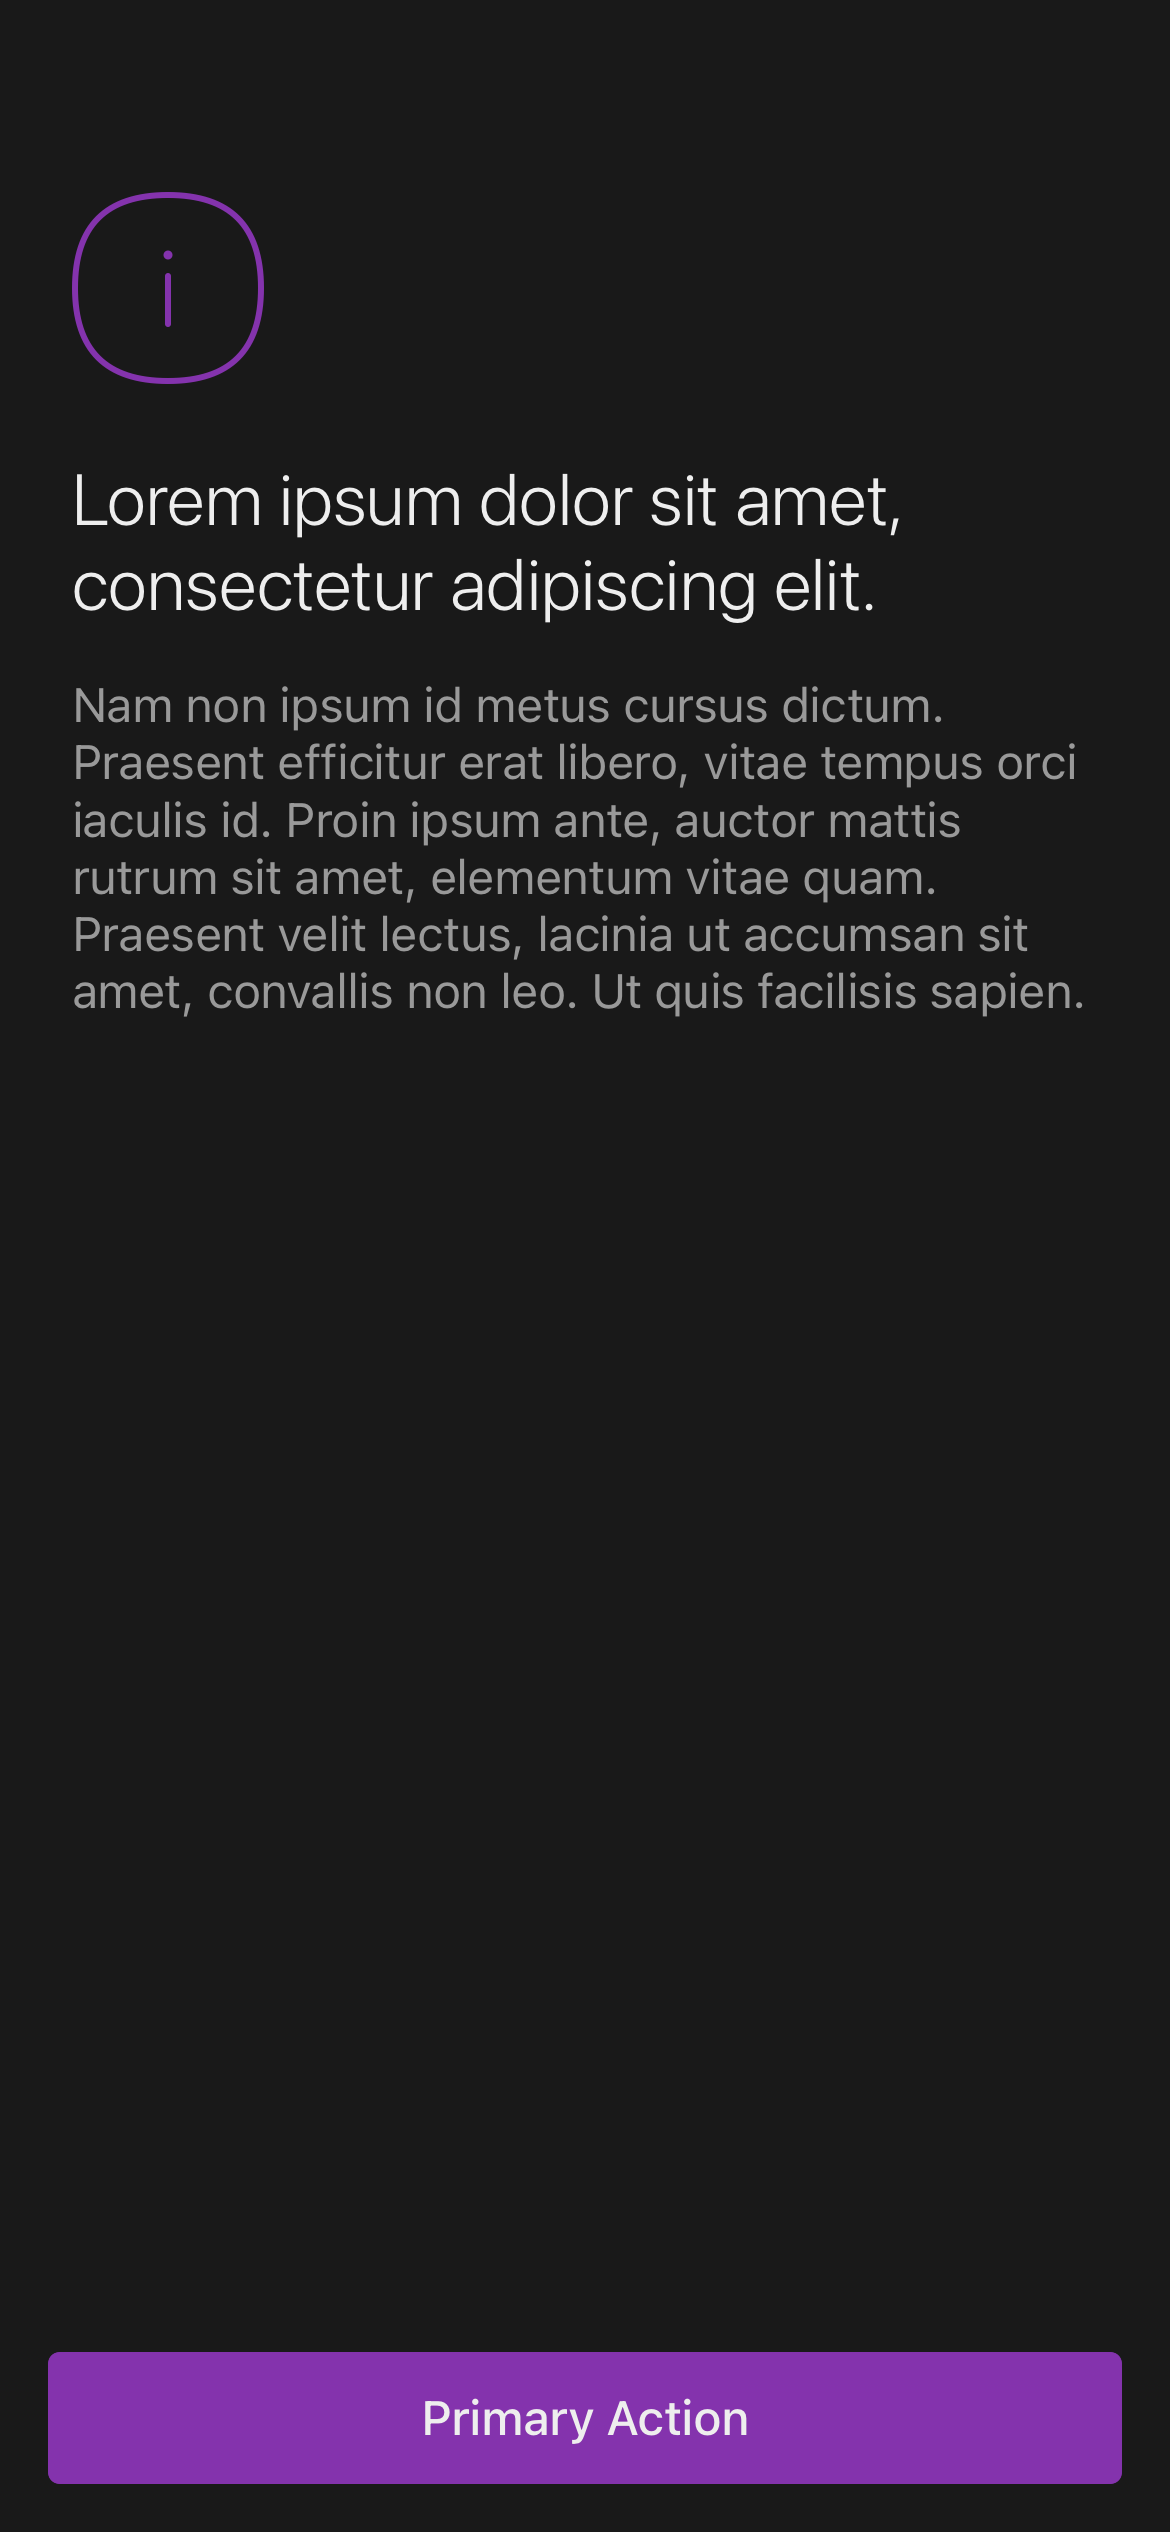 Lorem ipsum dolor sit amet,
consectetur adipiscing elit.
Nam non ipsum id metus cursus dictum.
Praesent efficitur erat libero, vitae tempus orci
iaculis id. Proin ipsum ante, auctor mattis
rutrum sit amet, elementum vitae quam.
Praesent velit lectus, lacinia ut accumsan sit
amet, convallis non leo. Ut quis facilisis sapien.
Primary Action